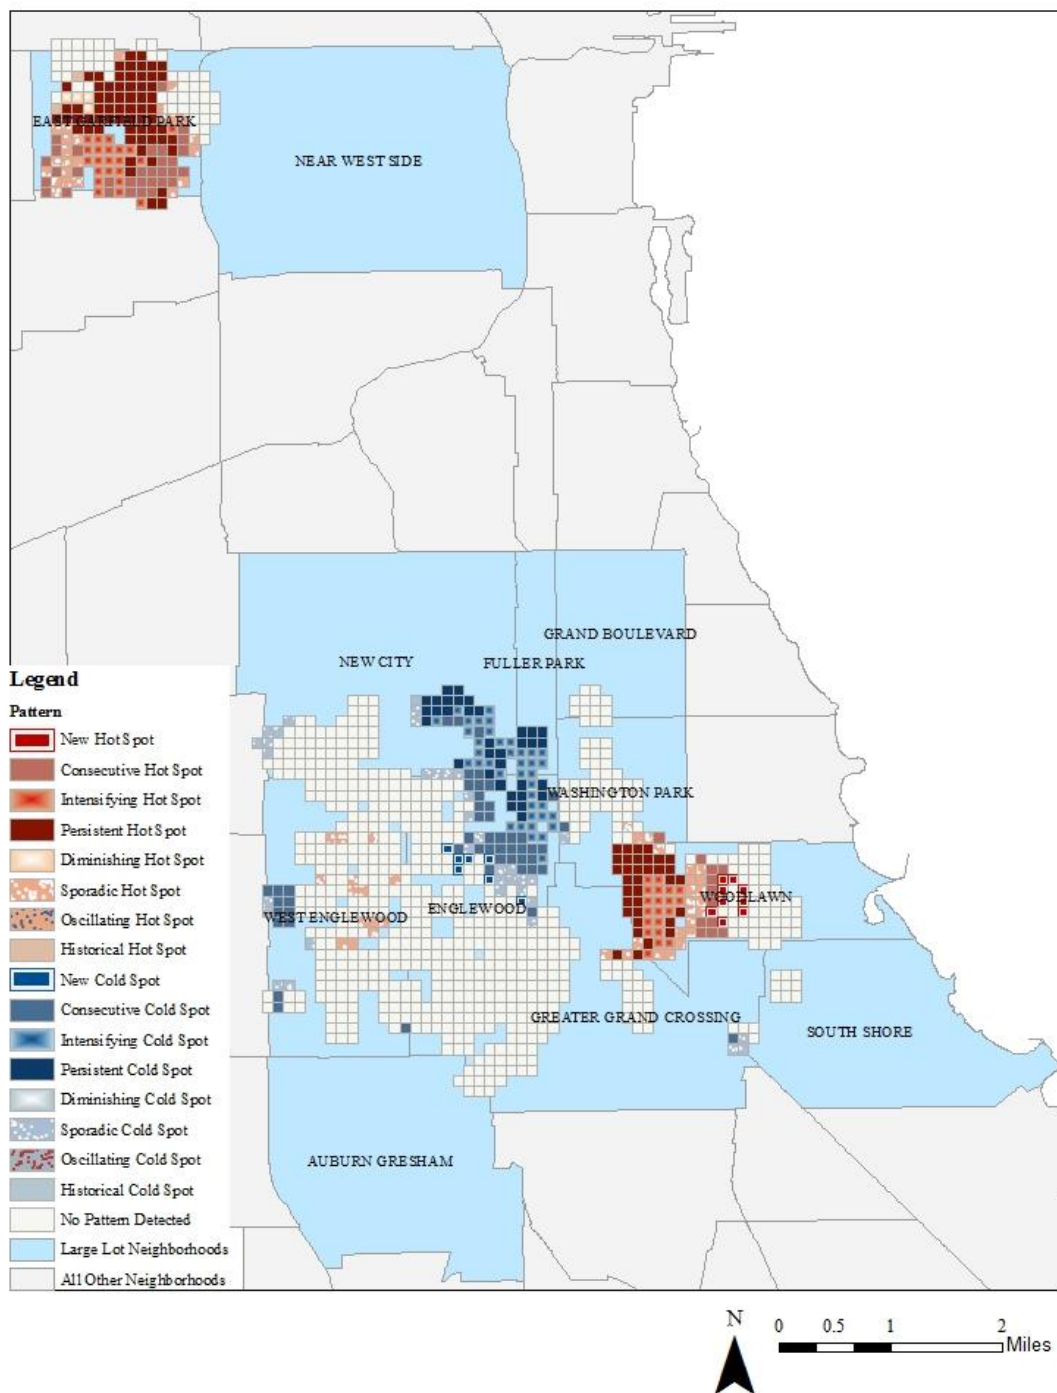 EAST GARFIELD PARK
NEAR WEST SIDE
GRAND BOULEVARD
NEW CITY
FULLER PARK
WASHINGTON PARK
WOODLAWN
WEST ENGLEWOOD
ENGLEWOOD
GREATER GRAND CROSSING
SOUTH SHORE
AUBURN GRESHAM
Legend
Pattern
New Hot Spot
Consecutive Hot Spot
Intensifying Hot Spot
Persistent Hot Spot
Diminishing Hot Spot
Sporadic Hot Spot
Oscillating Hot Spot
Historical Hot Spot
New Cold Spot
Consecutive Cold Spot
Intensifying Cold Spot
Persistent Cold Spot
Diminishing Cold Spot
Sporadic Cold Spot
Oscillating Cold Spot
Historical Cold Spot
No Pattern Detected
Large Lot Neighborhoods
All Other Neighborhoods
N
0 0.5 1 2
Miles